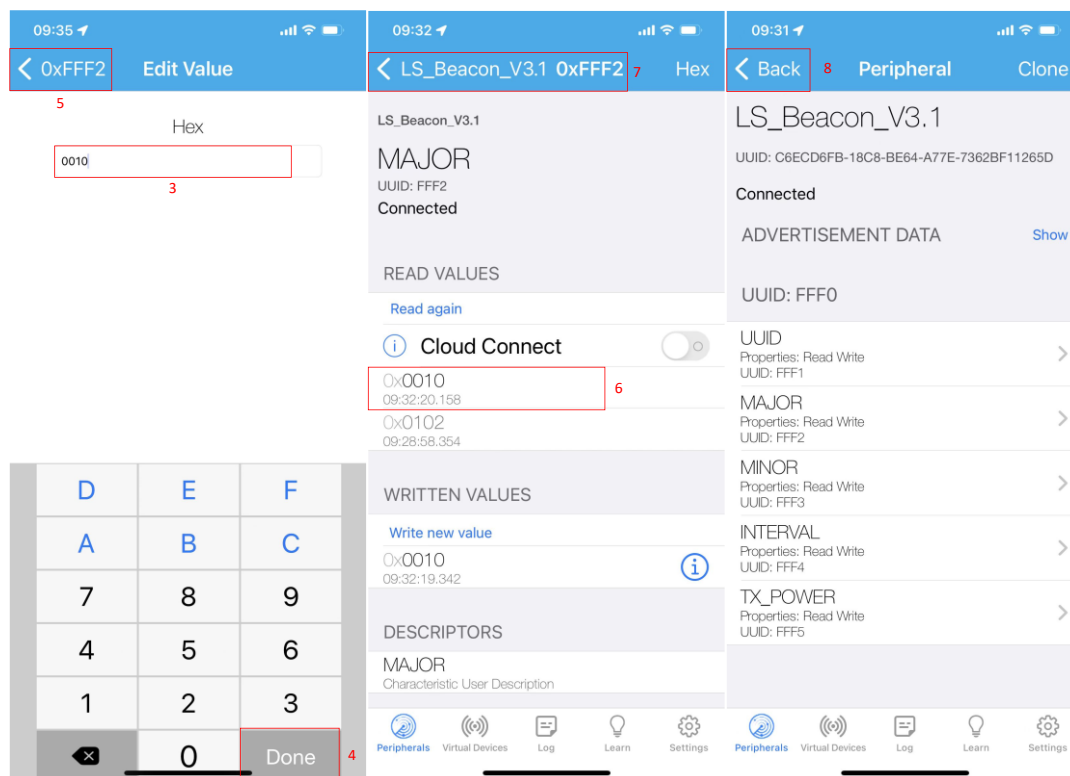 09:35
0xFFF2 Edit Value
5
Hex
0010
3
D E F
A B C
7 8 9
4 5 6
1 2 3
0 Done 4
09:32
LS_Beacon_V3.1 0xFFF2 7 Hex
LS_Beacon_V3.1
MAJOR
UUID: FFF2
Connected
READ VALUES
Read again
Cloud Connect
0x0010
09:32:20.158
6
0x0102
09:28:58.354
WRITTEN VALUES
Write new value
0x0010
09:32:19.342
DESCRIPTORS
MAJOR
Characteristic User Description
Peripherals Virtual Devices Log Learn Settings
09:31
Back 8 Peripheral Clone
LS_Beacon_V3.1
UUID: C6ECD6FB-18C8-BE64-A77E-7362BF11265D
Connected
ADVERTISEMENT DATA Show
UUID: FFF0
UUID
Properties: Read Write
UUID: FFF1
MAJOR
Properties: Read Write
UUID: FFF2
MINOR
Properties: Read Write
UUID: FFF3
INTERVAL
Properties: Read Write
UUID: FFF4
TX_POWER
Properties: Read Write
UUID: FFF5
Peripherals Virtual Devices Log Learn Settings